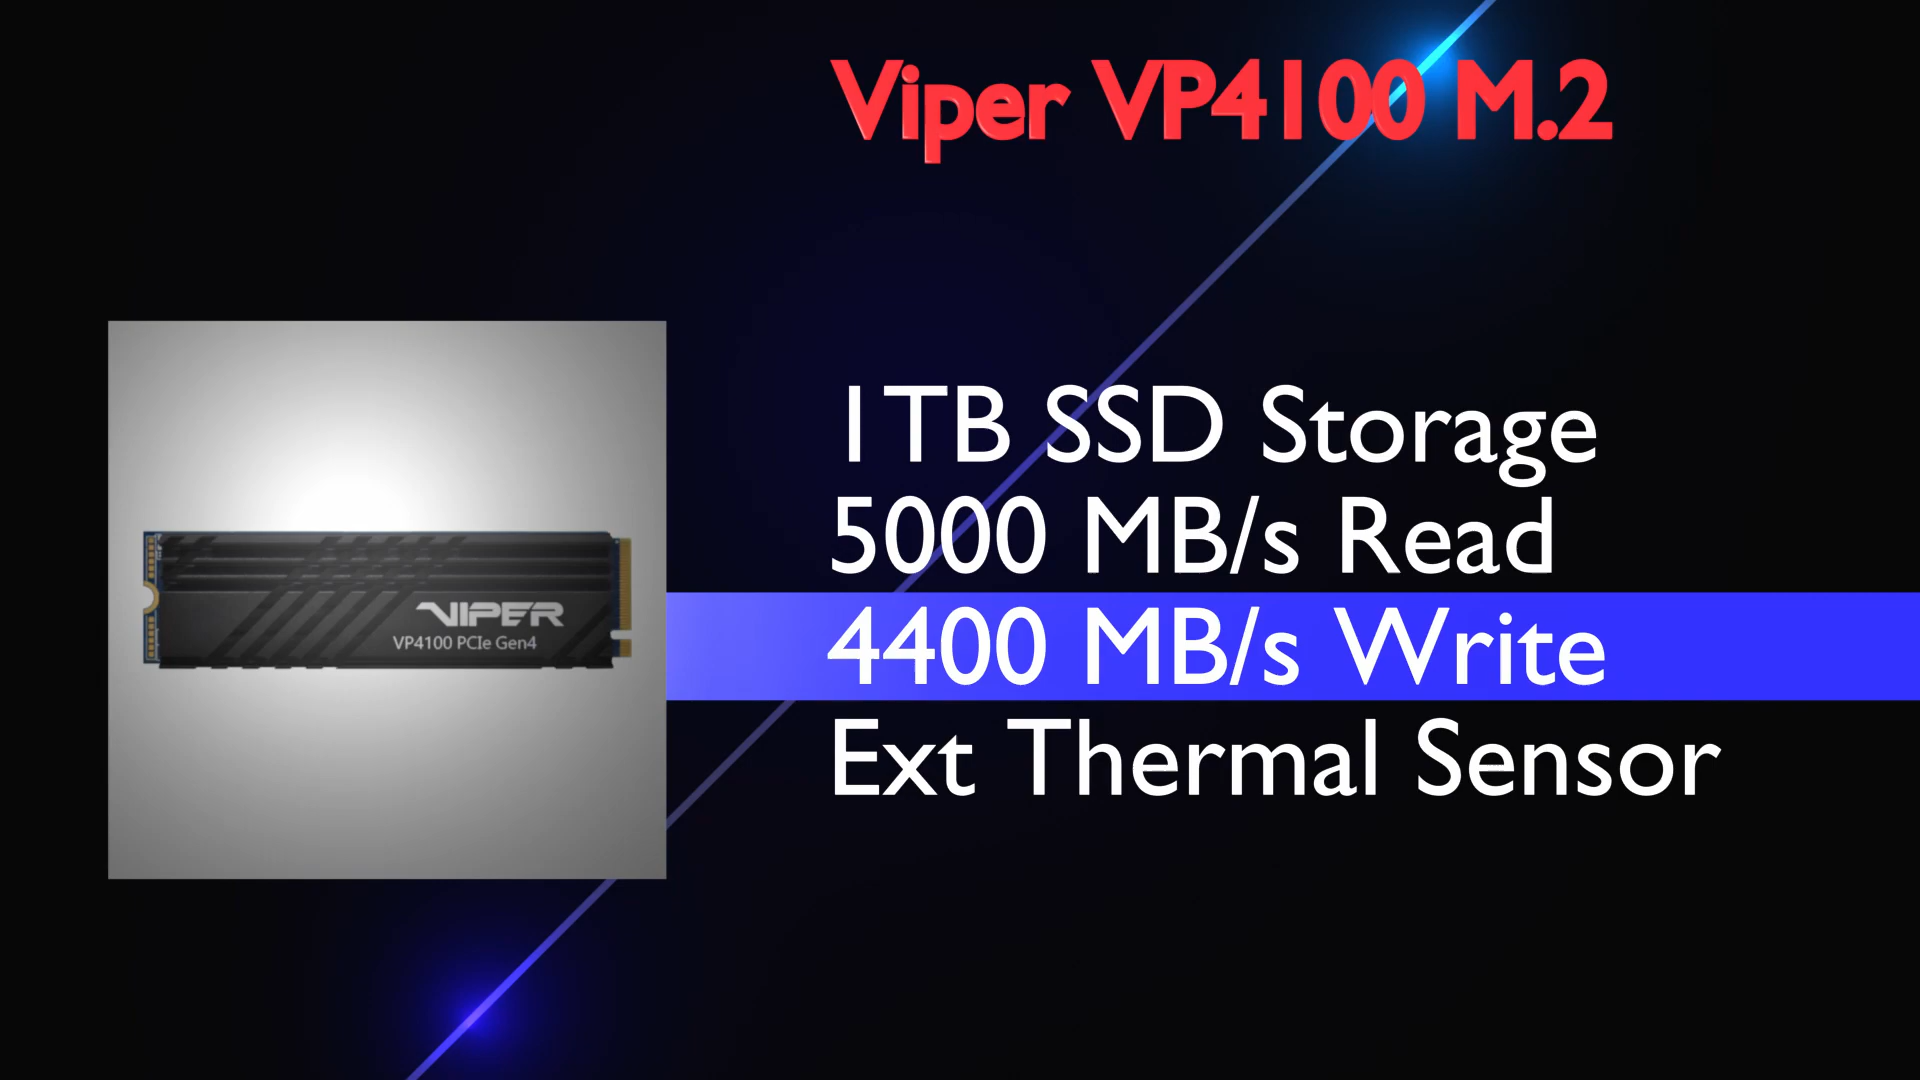 Viper VP4100 M.2
1TB SSD Storage
5000 MB/s Read
4400 MB/s Write
Ext Thermal Sensor
VIPER
VP4100 PCIe Gen4